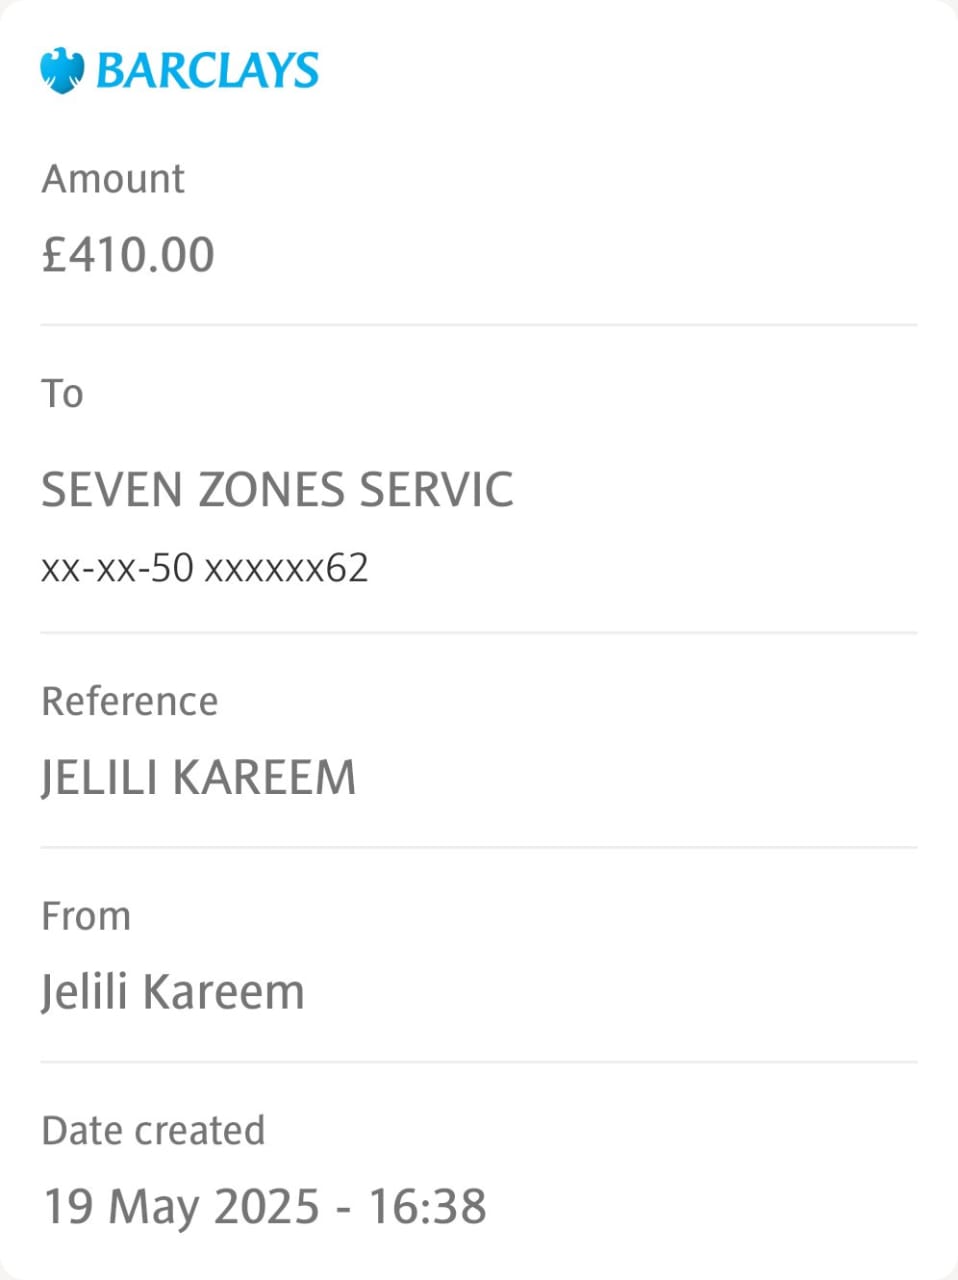 BARCLAYS
Amount
£410.00
To
SEVEN ZONES SERVIC
xx-xx-50 xxxxxx62
Reference
JELILI KAREEM
From
Jelili Kareem
Date created
19 May 2025 - 16:38